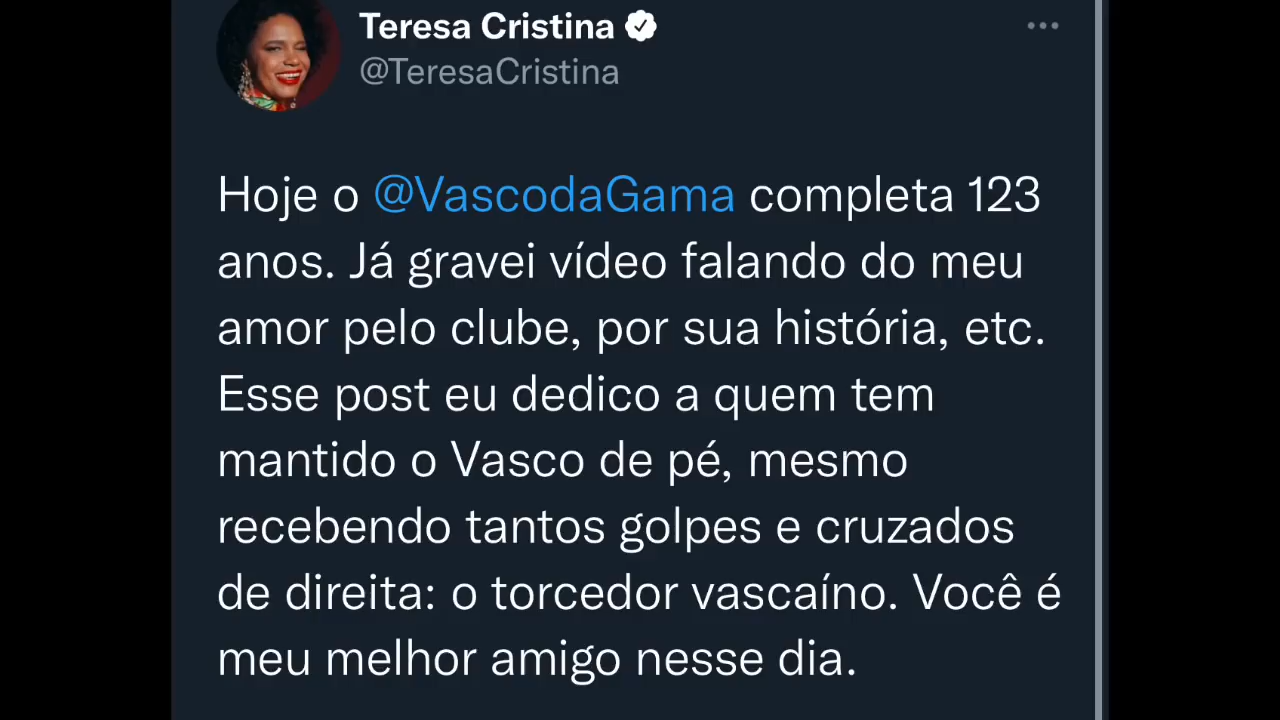 Teresa Cristina
@TeresaCristina
Hoje o @VascodaGama completa 123
anos. Já gravei vídeo falando do meu
amor pelo clube, por sua história, etc.
Esse post eu dedico a quem tem
mantido o Vasco de pé, mesmo
recebendo tantos golpes e cruzados
de direita: o torcedor vascaíno. Você é
meu melhor amigo nesse dia.